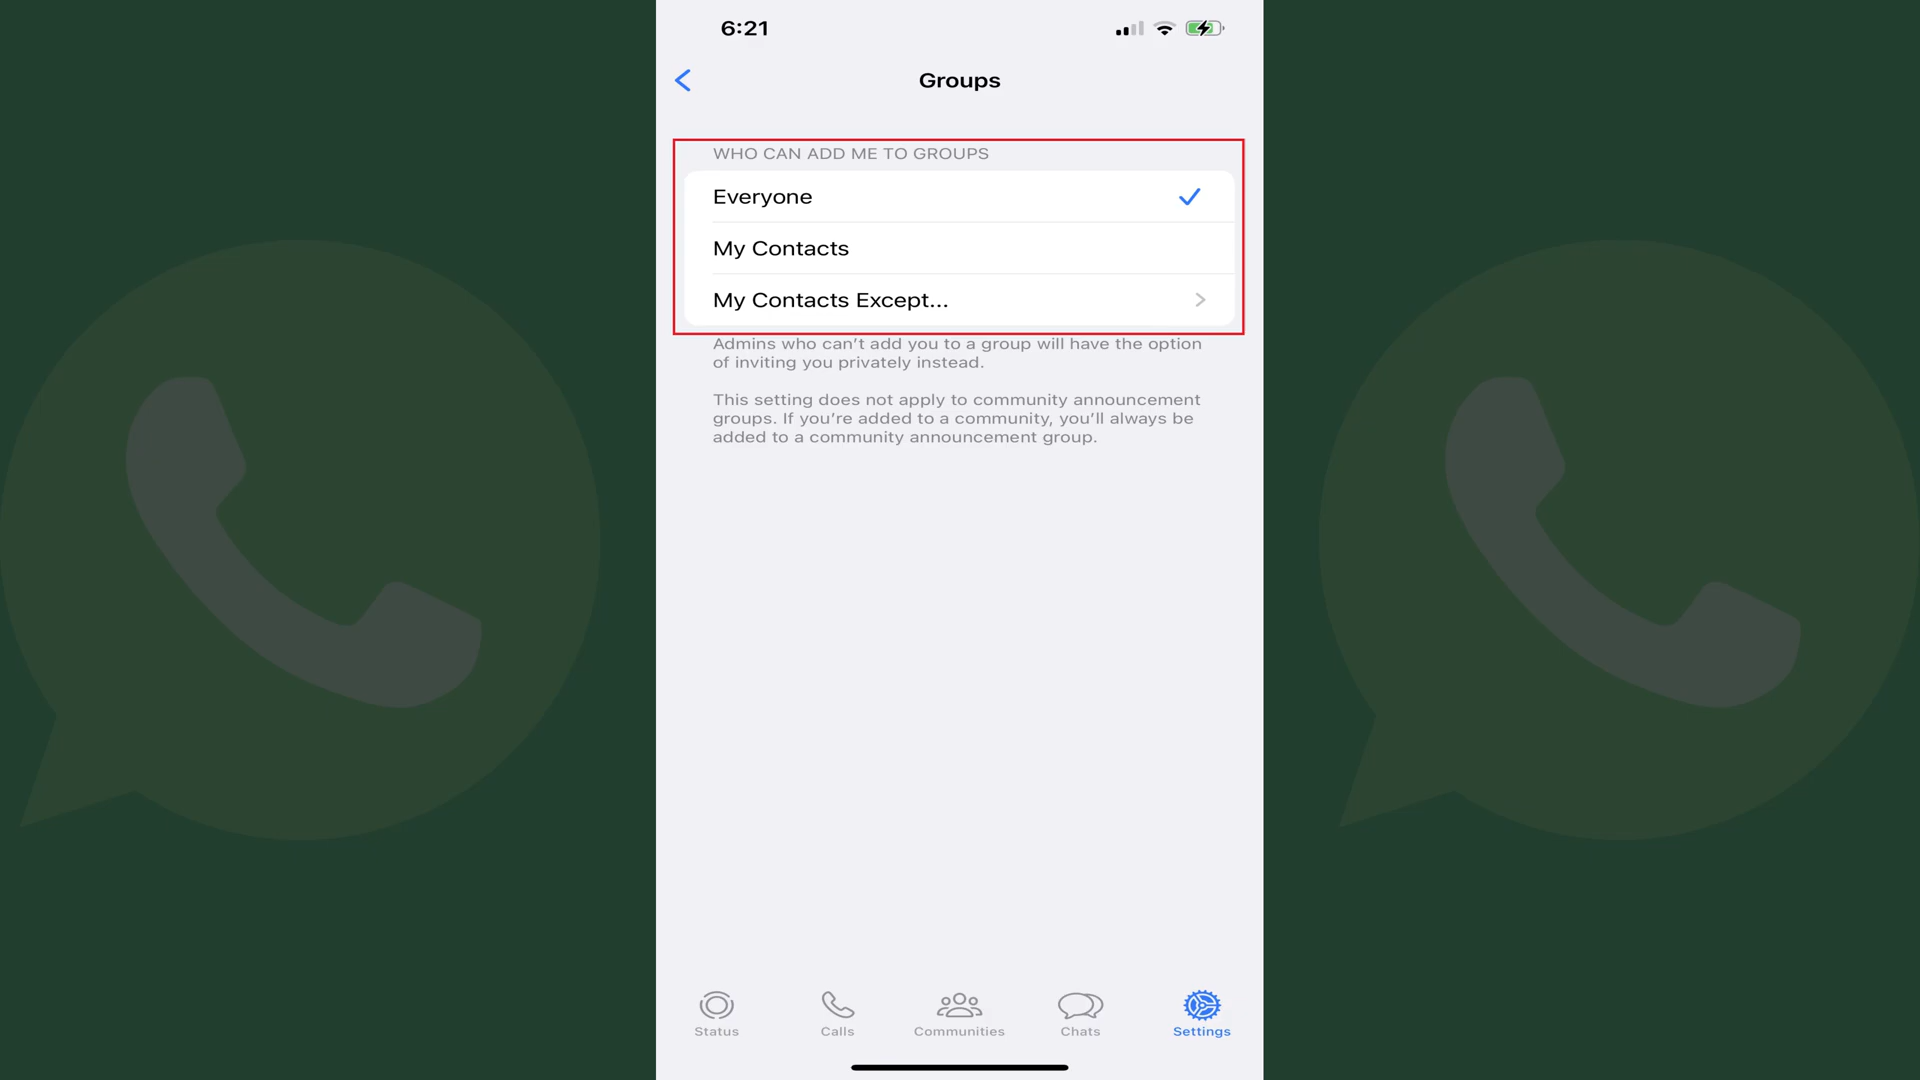 6:21
Groups
WHO CAN ADD ME TO GROUPS
Everyone
My Contacts
My Contacts Except...
Admins who can’t add you to a group will have the option
of inviting you privately instead.
This setting does not apply to community announcement
groups. If you’re added to a community, you’ll always be
added to a community announcement group.
Status
Calls
Communities
Chats
Settings